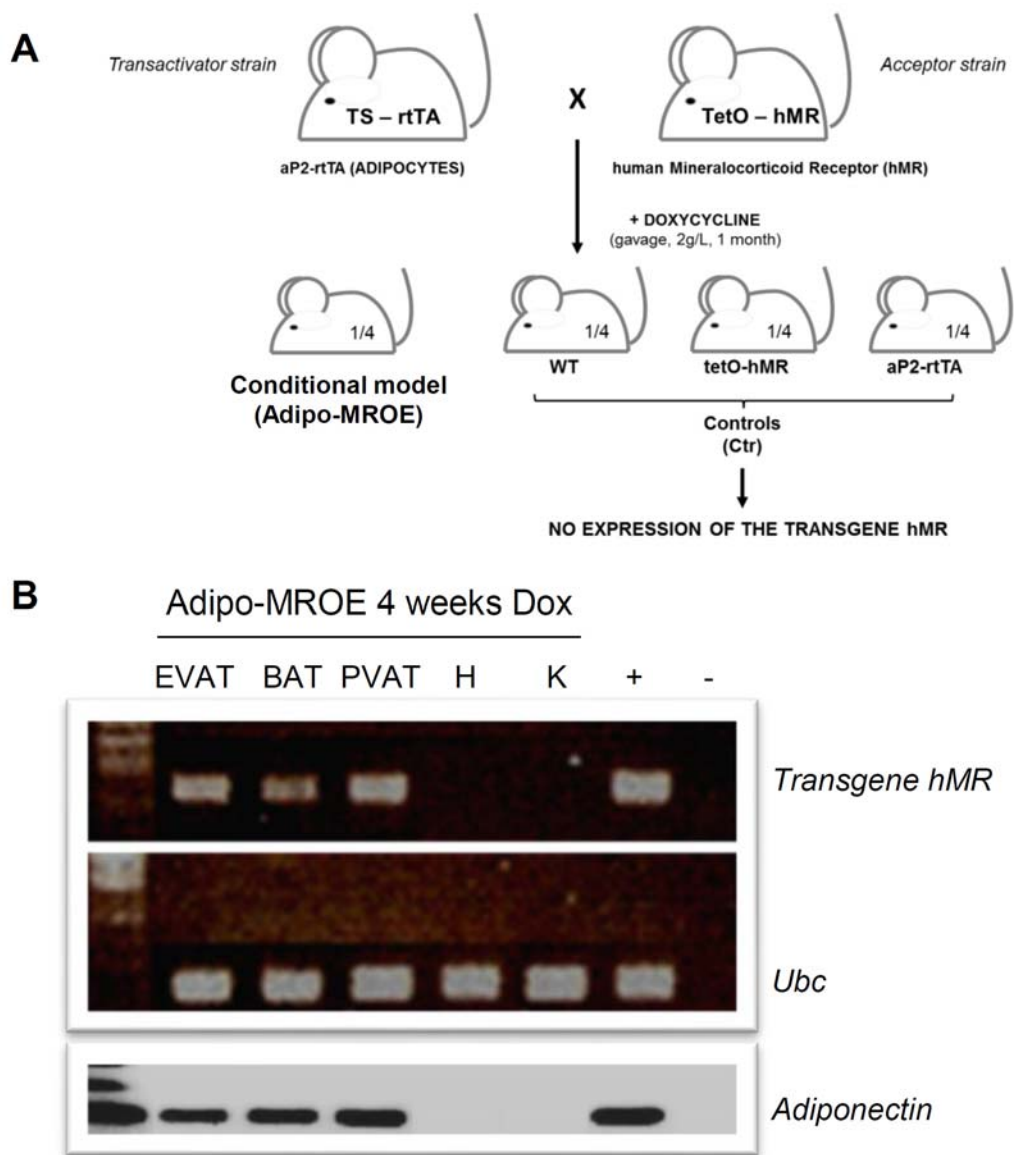 A
Transactivator strain
Acceptor strain
TS – rtTA
X
TetO – hMR
aP2-rtTA (ADIPOCYTES)
human Mineralocorticoid Receptor (hMR)
+ DOXYCYCLINE
(gavage, 2g/L, 1 month)
1/4
1/4
1/4
1/4
WT
tetO-hMR
aP2-rtTA
Conditional model
(Adipo-MROE)
Controls
(Ctr)
NO EXPRESSION OF THE TRANSGENE hMR
B
Adipo-MROE 4 weeks Dox
EVAT BAT PVAT H K + -
Transgene hMR
Ubc
Adiponectin